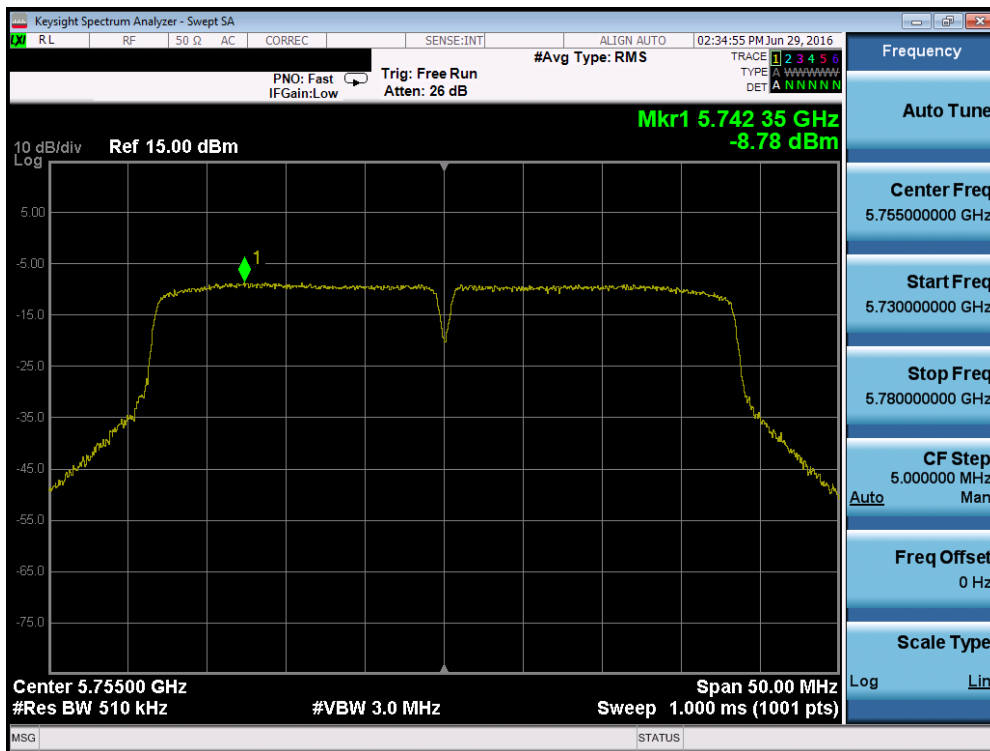 Keysight Spectrum Analyzer - Swept SA
LXI RL RF 50 Ω AC CORREC SENSE:INT ALIGN AUTO 02:34:55 PM Jun 29, 2016
PNO: Fast
IFGain:Low
Trig: Free Run
Atten: 26 dB
#Avg Type: RMS
TRACE 1 2 3 4 5 6
TYPE A WWWWW
DET A N N N N N
Mkr1 5.742 35 GHz
-8.78 dBm
10 dB/div Ref 15.00 dBm
Log
5.00
-5.00
-15.0
-25.0
-35.0
-45.0
-55.0
-65.0
-75.0
1
Center 5.75500 GHz Span 50.00 MHz
#Res BW 510 kHz #VBW 3.0 MHz Sweep 1.000 ms (1001 pts)
MSG STATUS
Frequency
Auto Tune
Center Freq
5.755000000 GHz
Start Freq
5.730000000 GHz
Stop Freq
5.780000000 GHz
CF Step
5.000000 MHz
Auto Man
Freq Offset
0 Hz
Scale Type
Log Lin